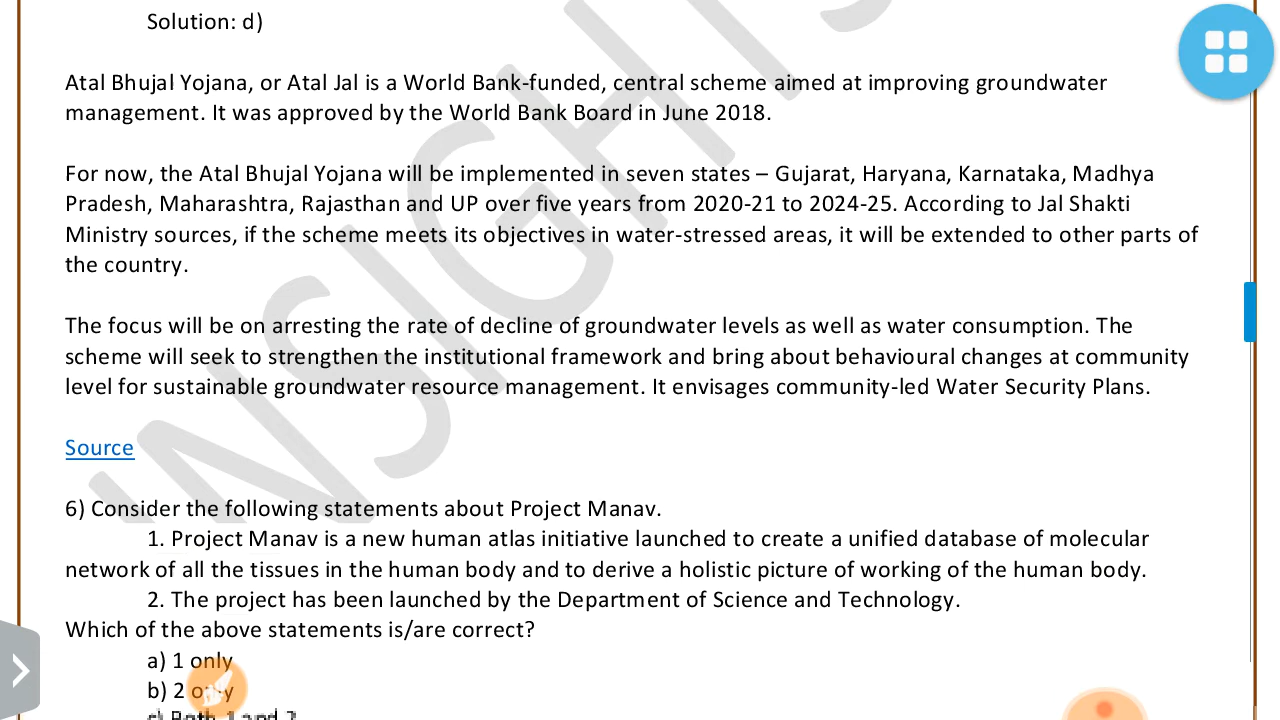 Solution: d)
Atal Bhujal Yojana, or Atal Jal is a World Bank-funded, central scheme aimed at improving groundwater
management. It was approved by the World Bank Board in June 2018.
For now, the Atal Bhujal Yojana will be implemented in seven states – Gujarat, Haryana, Karnataka, Madhya
Pradesh, Maharashtra, Rajasthan and UP over five years from 2020-21 to 2024-25. According to Jal Shakti
Ministry sources, if the scheme meets its objectives in water-stressed areas, it will be extended to other parts of
the country.
The focus will be on arresting the rate of decline of groundwater levels as well as water consumption. The
scheme will seek to strengthen the institutional framework and bring about behavioural changes at community
level for sustainable groundwater resource management. It envisages community-led Water Security Plans.
Source
6) Consider the following statements about Project Manav.
1. Project Manav is a new human atlas initiative launched to create a unified database of molecular
network of all the tissues in the human body and to derive a holistic picture of working of the human body.
2. The project has been launched by the Department of Science and Technology.
Which of the above statements is/are correct?
a) 1 only
b) 2 only
c) Both 1 and 2
INSIGHTS